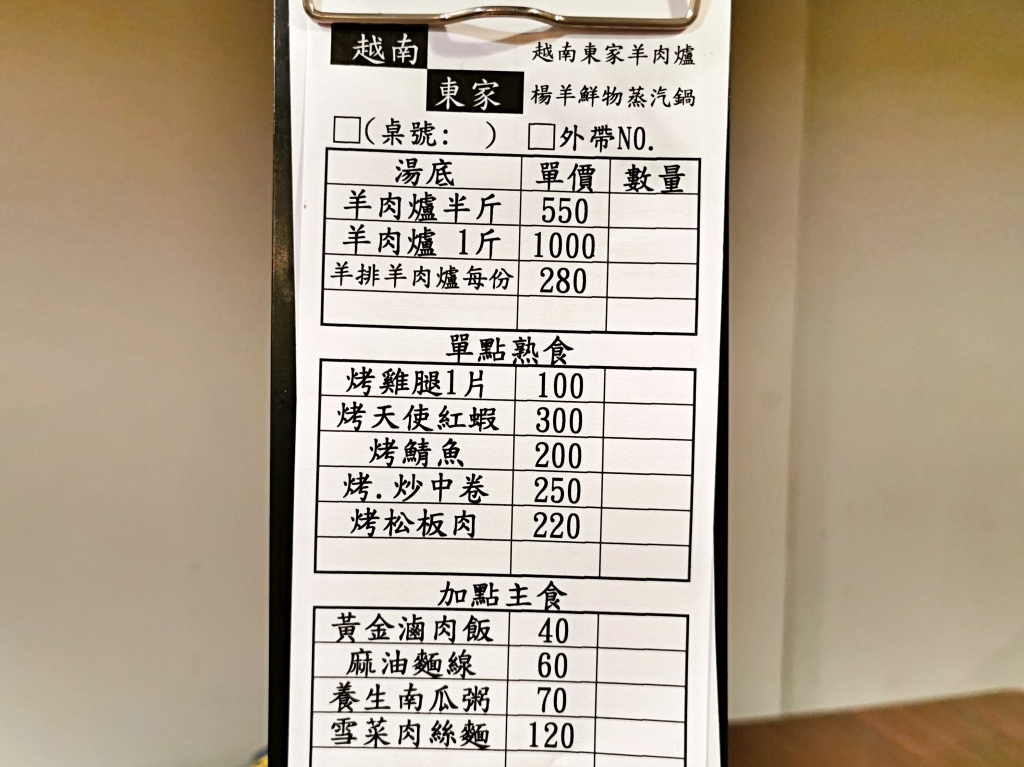 越南 越南東家羊肉爐
東家 楊羊鮮物蒸汽鍋
□(桌號: ) □外帶NO.
湯底 單價 數量
羊肉爐半斤 550
羊肉爐 1斤 1000
羊排羊肉爐每份 280
單點熟食
烤雞腿1片 100
烤天使紅蝦 300
烤鯖魚 200
烤.炒中卷 250
烤松板肉 220
加點主食
黃金滷肉飯 40
麻油麵線 60
養生南瓜粥 70
雪菜肉絲麵 120